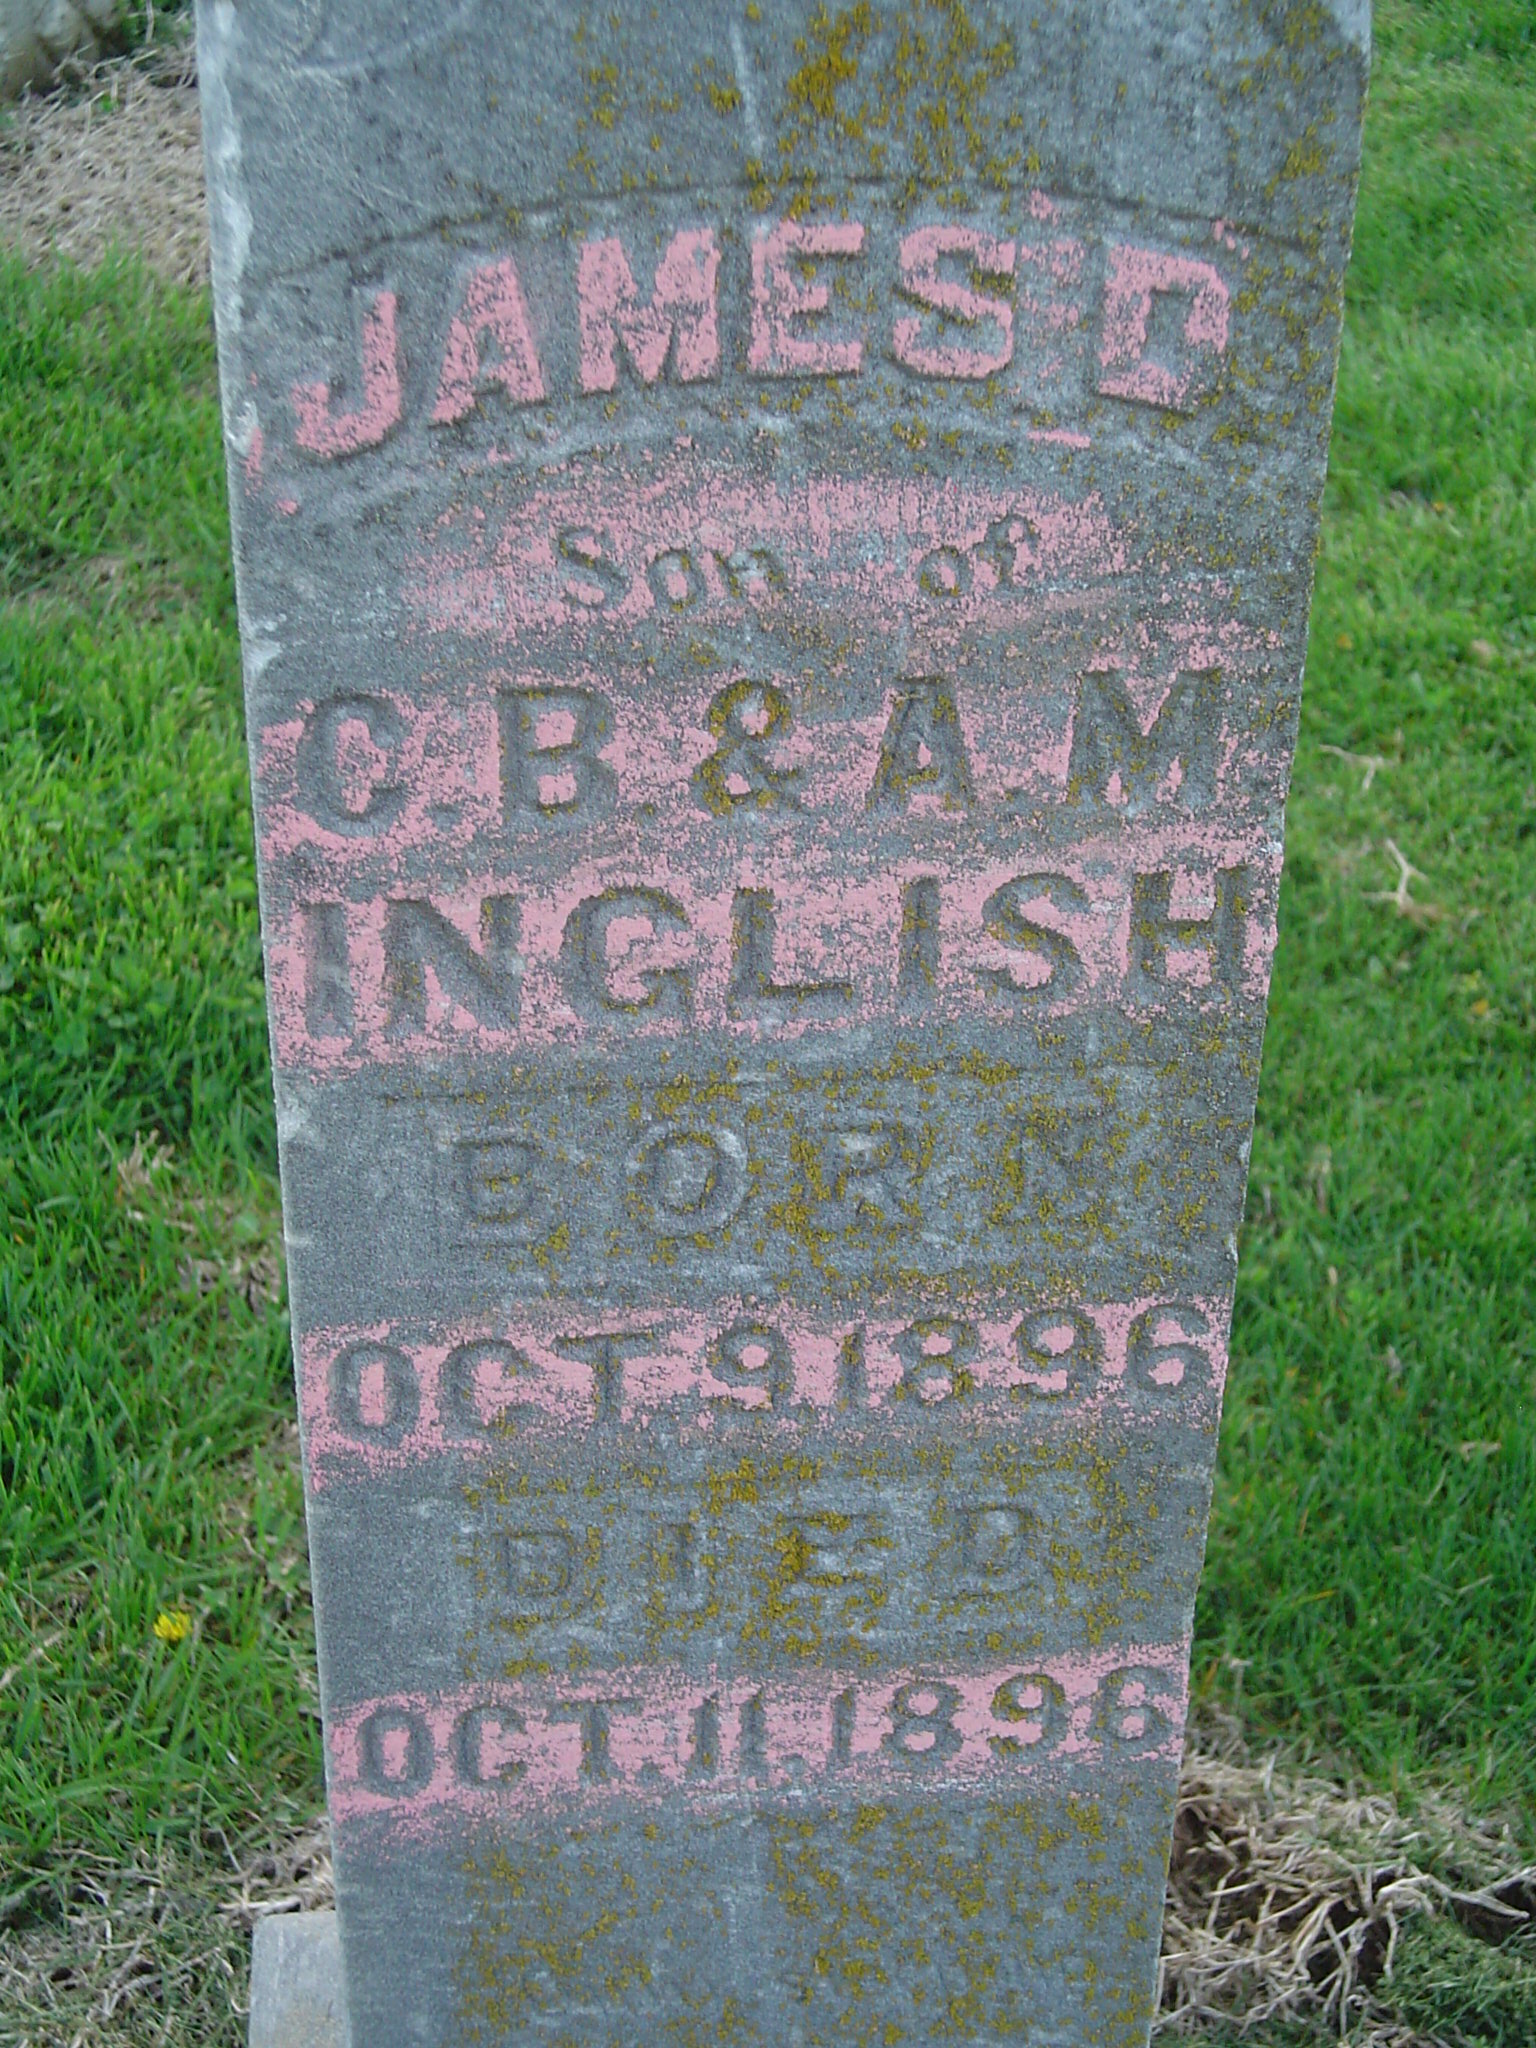 JAMES D
Son of
C.B. & A.M.
INGLISH
BORN
OCT. 9 1896
DIED
OCT. 11. 1896